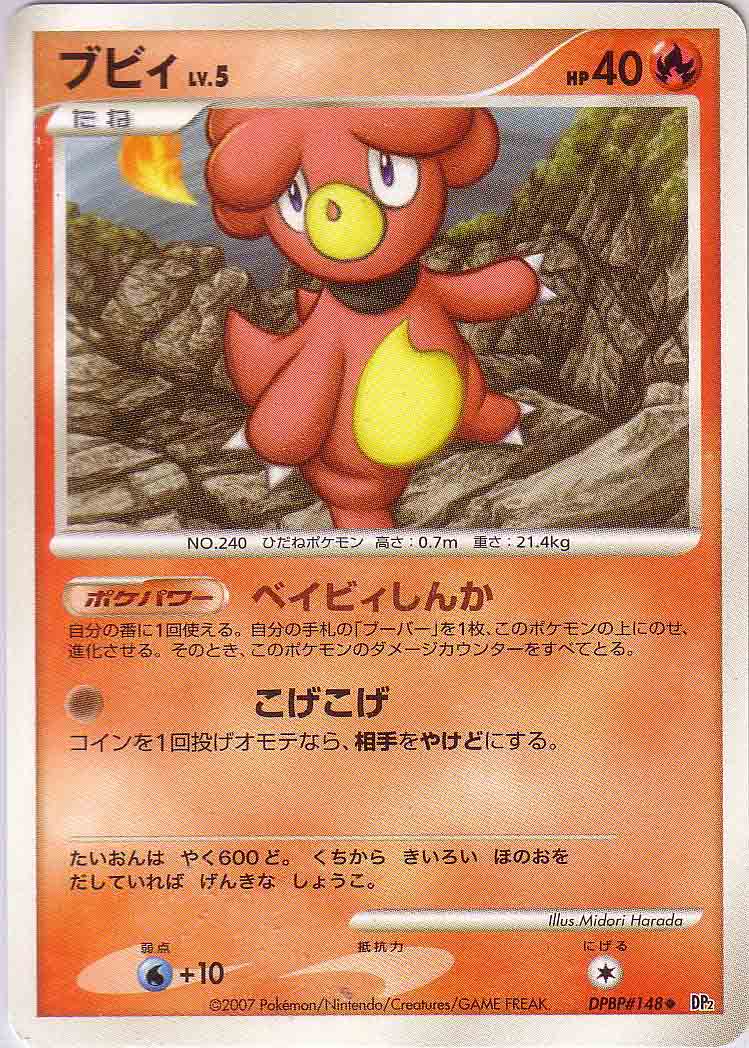 ブビィ LV.5 HP40
たね
NO.240 ひだねポケモン 高さ:0.7m 重さ:21.4kg
ポケパワー ベイビィしんか
自分の番に1回使える。自分の手札の「ブーバー」を1枚、このポケモンの上にのせ、
進化させる。そのとき、このポケモンのダメージカウンターをすべてとる。
こげこげ
コインを1回投げオモテなら、相手をやけどにする。
たいおんは やく600ど。 くちから きいろい ほのおを
だしていれば げんきな しょうこ。
Illus.Midori Harada
弱点 抵抗力 にげる
+10
©2007 Pokémon/Nintendo/Creatures/GAME FREAK. DPBP#148 DP2